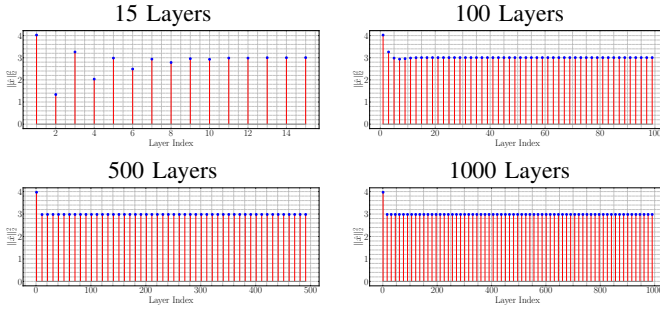 15 Layers
100 Layers
4
3
2
1
0
‖ẋ‖₂²
2 4 6 8 10 12 14
Layer Index
4
3
2
1
0
‖ẋ‖₂²
0 20 40 60 80 100
Layer Index
500 Layers
1000 Layers
4
3
2
1
0
‖ẋ‖₂²
0 100 200 300 400 500
Layer Index
4
3
2
1
0
‖ẋ‖₂²
0 200 400 600 800 1000
Layer Index